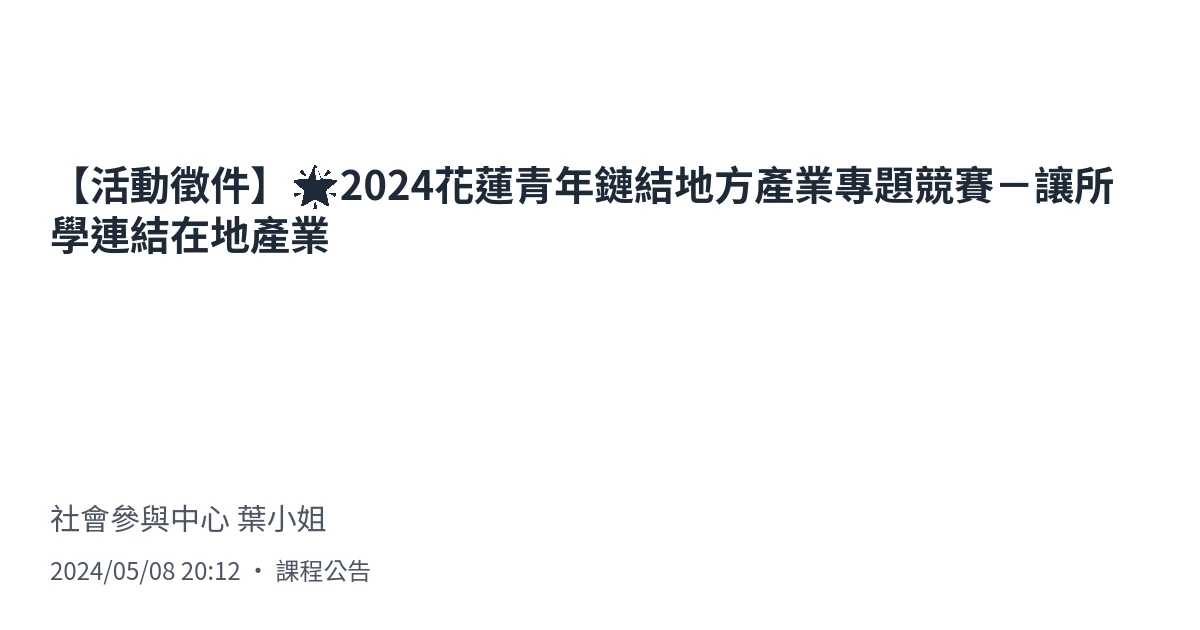 【活動徵件】🌟2024花蓮青年鏈結地方產業專題競賽－讓所
學連結在地產業
社會參與中心 葉小姐
2024/05/08 20:12 ・ 課程公告